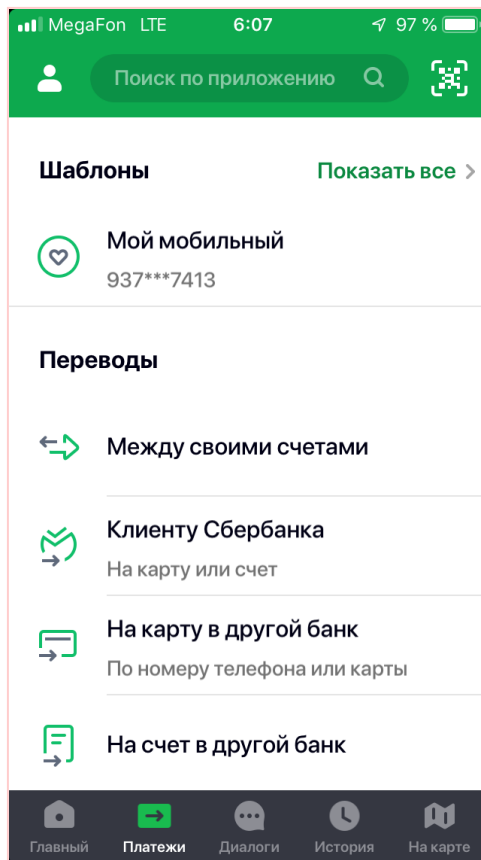 MegaFon LTE 6:07 97 %
Поиск по приложению
Шаблоны Показать все
Мой мобильный
937***7413
Переводы
Между своими счетами
Клиенту Сбербанка
На карту или счет
На карту в другой банк
По номеру телефона или карты
На счет в другой банк
Главный Платежи Диалоги История На карте